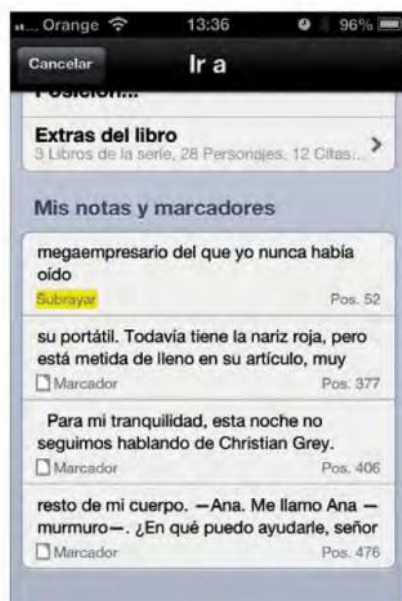 ... Orange 13:36 96%
Cancelar Ir a
Posición...
Extras del libro
3 Libros de la serie, 28 Personajes, 12 Citas...
Mis notas y marcadores
megaempresario del que yo nunca había
oído
Subrayar Pos. 52
su portátil. Todavía tiene la nariz roja, pero
está metida de lleno en su artículo, muy
Marcador Pos. 377
Para mi tranquilidad, esta noche no
seguimos hablando de Christian Grey.
Marcador Pos. 406
resto de mi cuerpo. —Ana. Me llamo Ana —
murmuro—. ¿En qué puedo ayudarle, señor
Marcador Pos. 476